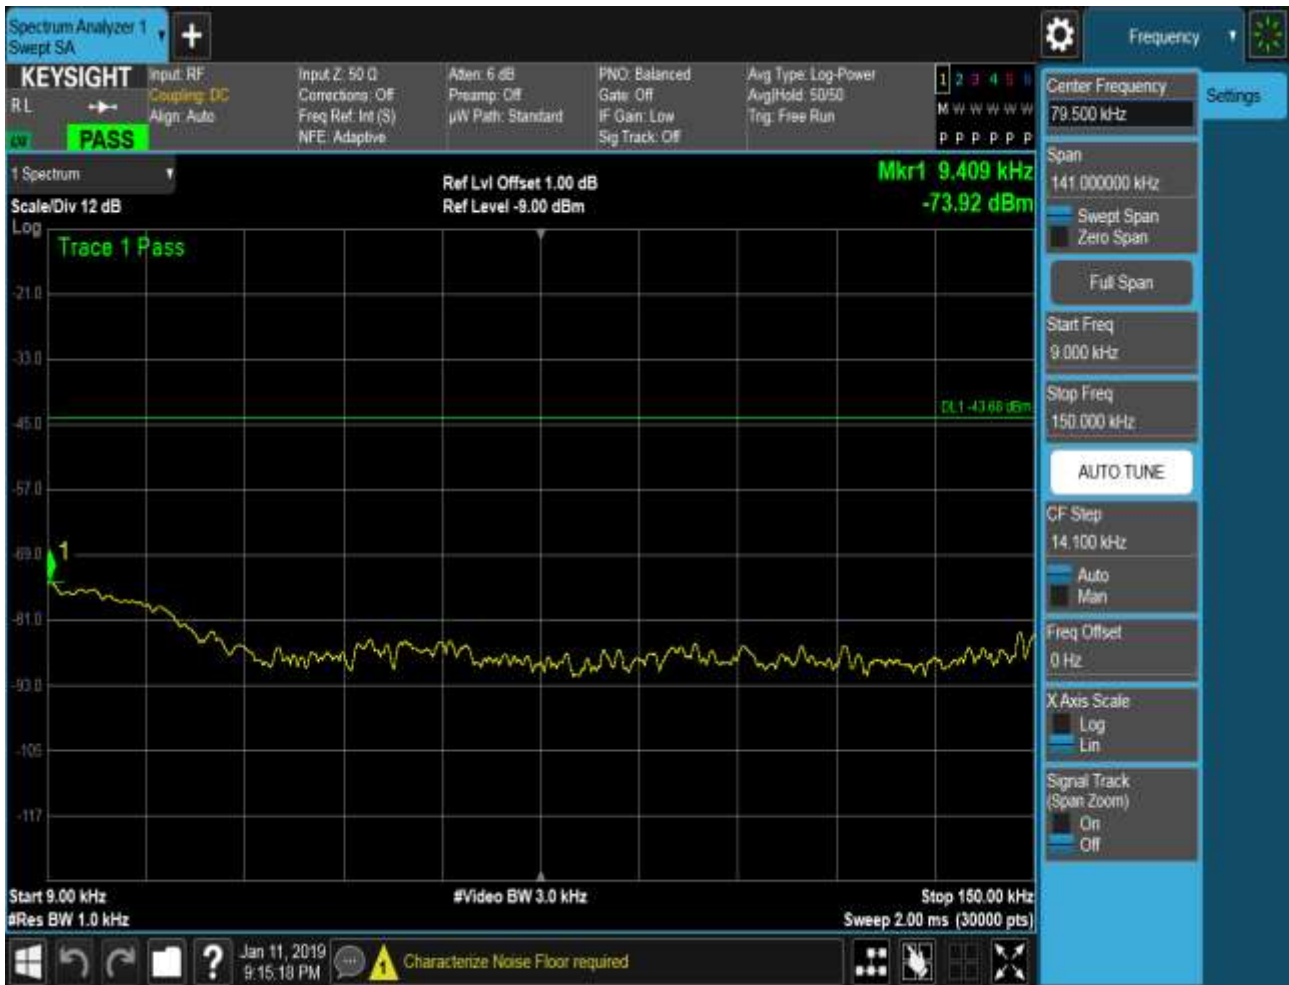 Spectrum Analyzer 1
Swept SA
+
Frequency
KEYSIGHT
R L
PASS
Input: RF
Coupling: DC
Align: Auto
Input Z: 50 Ω
Corrections: Off
Freq Ref: Int (S)
NFE: Adaptive
Atten: 6 dB
Preamp: Off
µW Path: Standard
PNO: Balanced
Gate: Off
IF Gain: Low
Sig Track: Off
Avg Type: Log-Power
Avg|Hold: 50/50
Trig: Free Run
1 2 3 4 5 6
M W W W W W
P P P P P P
1 Spectrum
Scale/Div 12 dB
Ref Lvl Offset 1.00 dB
Ref Level -9.00 dBm
Mkr1 9.409 kHz
-73.92 dBm
Log
Trace 1 Pass
-21.0
-33.0
-45.0
-57.0
-69.0
-81.0
-93.0
-105
-117
DL1 -43.68 dBm
1
Start 9.00 kHz
#Res BW 1.0 kHz
#Video BW 3.0 kHz
Stop 150.00 kHz
Sweep 2.00 ms (30000 pts)
Center Frequency
79.500 kHz
Settings
Span
141.000000 kHz
Swept Span
Zero Span
Full Span
Start Freq
9.000 kHz
Stop Freq
150.000 kHz
AUTO TUNE
CF Step
14.100 kHz
Auto
Man
Freq Offset
0 Hz
X Axis Scale
Log
Lin
Signal Track
(Span Zoom)
On
Off
?
Jan 11, 2019
9:15:18 PM
1
Characterize Noise Floor required